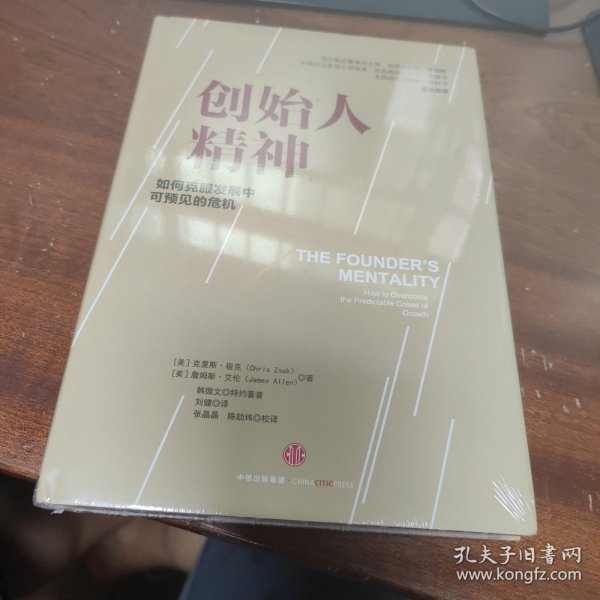 创始人
精神
如何克服发展中
可预见的危机
THE FOUNDER'S
MENTALITY
How to Overcome
the Predictable Crises of
Growth
［美］克里斯·祖克（Chris Zook）
［美］詹姆斯·艾伦（James Allen）◎著
韩微文◎特约著者
刘健◎译
张晶晶 陈劼玮◎校译
中信出版集团·CHINACITICPRESS
孔夫子旧书网
www.kongfz.com